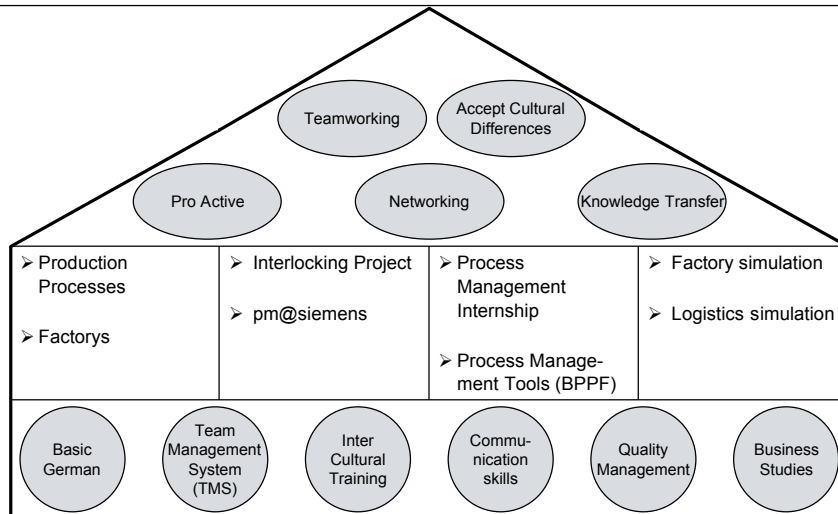 Teamworking
Accept Cultural
Differences
Pro Active
Networking
Knowledge Transfer
➢ Production
Processes
➢ Factorys
➢ Interlocking Project
➢ pm@siemens
➢ Process
Management
Internship
➢ Process Manage-
ment Tools (BPPF)
➢ Factory simulation
➢ Logistics simulation
Basic
German
Team
Management
System
(TMS)
Inter
Cultural
Training
Commu-
nication
skills
Quality
Management
Business
Studies